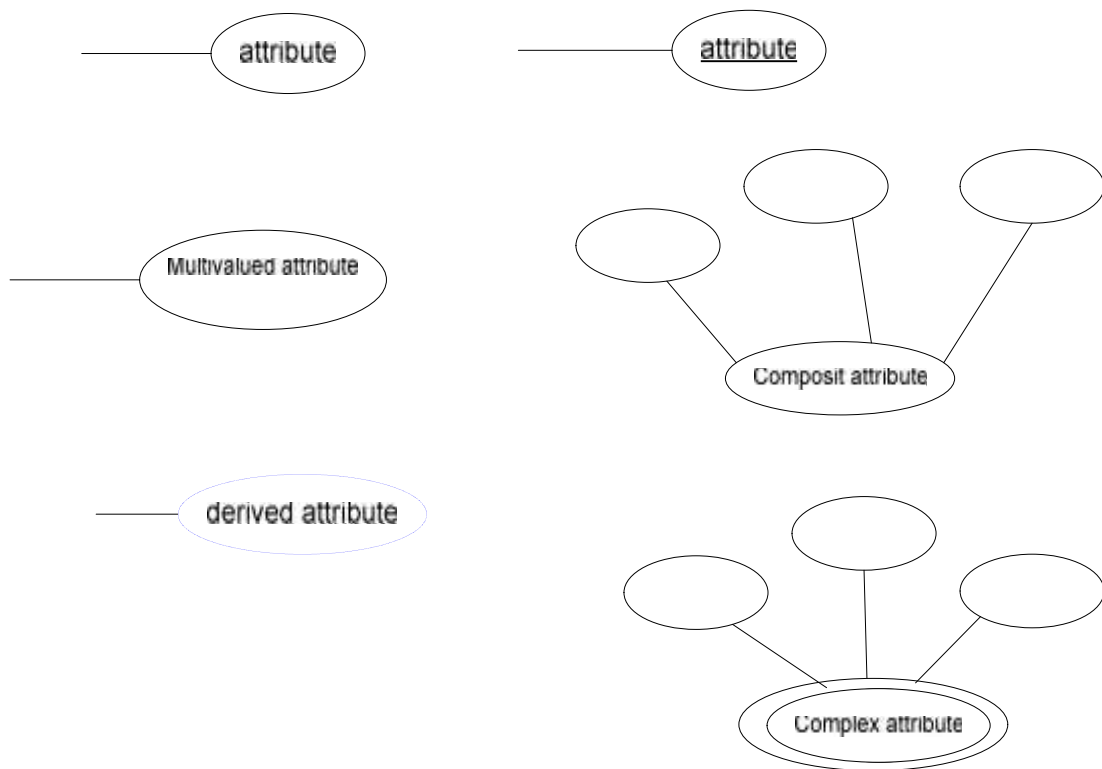 attribute
attribute
Multivalued attribute
Composit attribute
derived attribute
Complex attribute